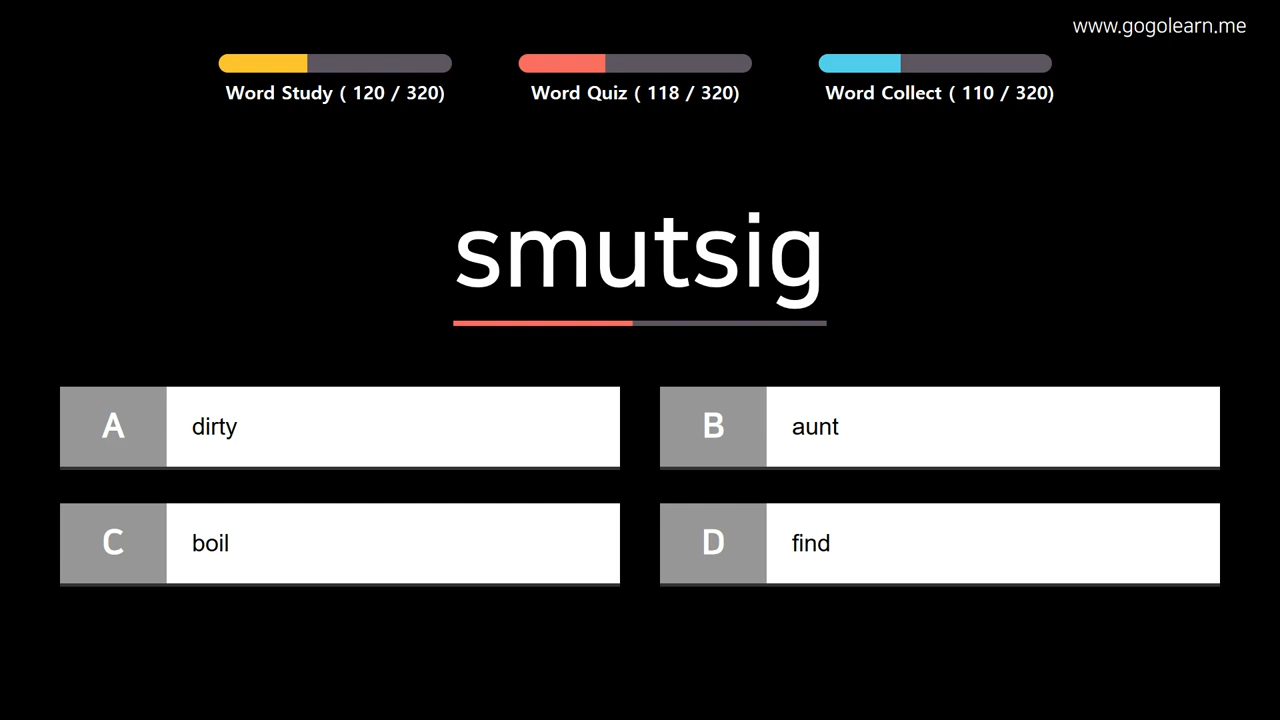 www.gogolearn.me
Word Study ( 120 / 320)
Word Quiz ( 118 / 320)
Word Collect ( 110 / 320)
smutsig
A dirty
B aunt
C boil
D find